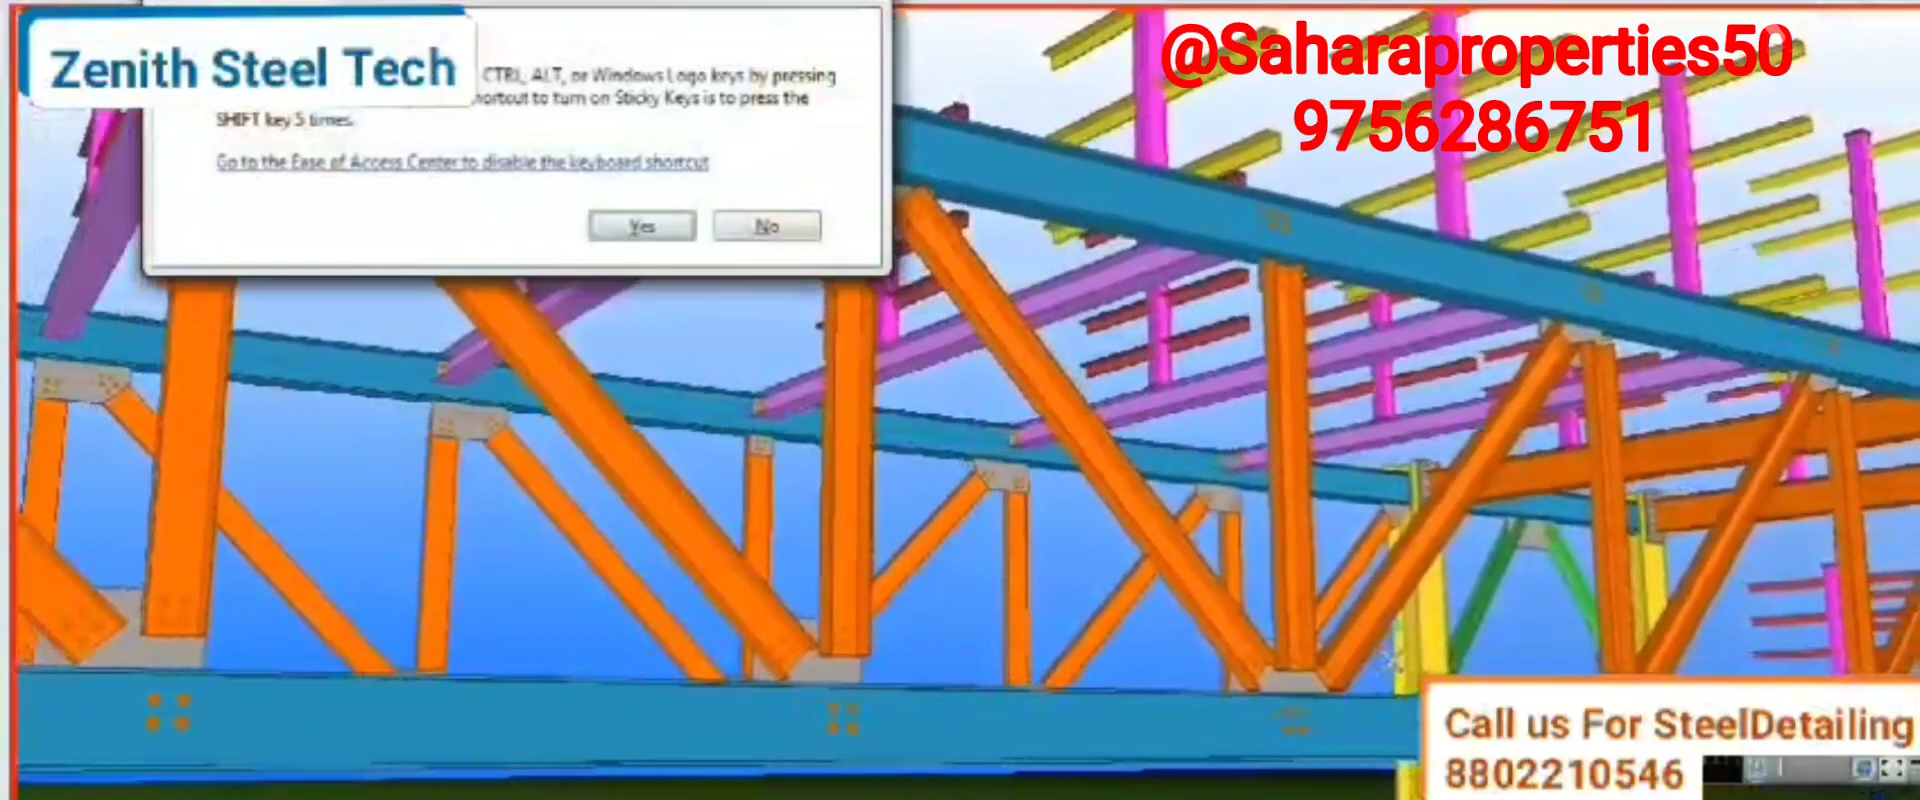 Zenith Steel Tech
CTRL, ALT, or Windows Logo keys by pressing
shortcut to turn on Sticky Keys is to press the
SHIFT key 5 times.
Go to the Ease of Access Center to disable the keyboard shortcut
Yes
No
@Saharaproperties50
9756286751
Call us For SteelDetailing
8802210546